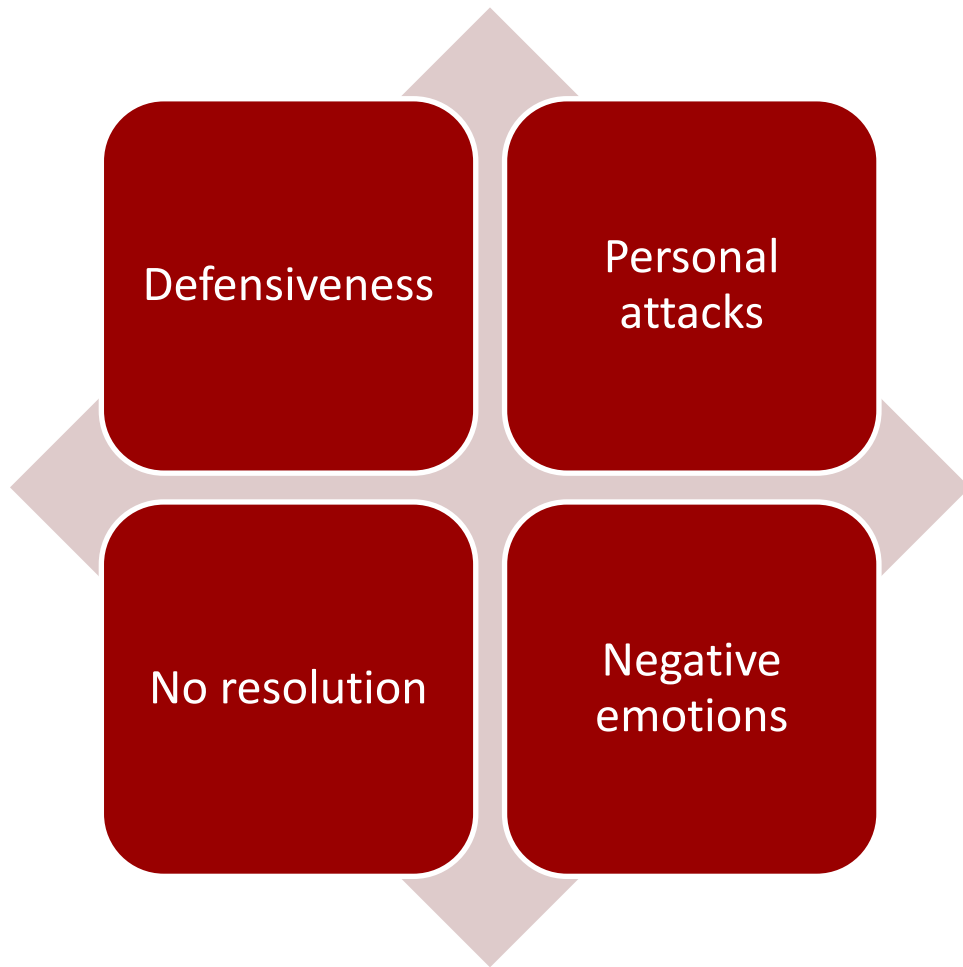 Defensiveness
Personal
attacks
No resolution
Negative
emotions